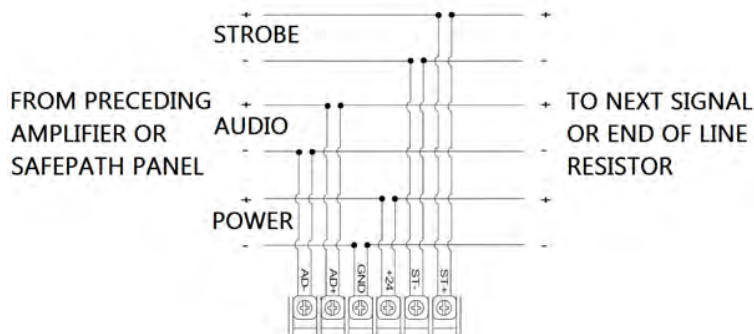 + +
STROBE
- -
FROM PRECEDING
AMPLIFIER OR
SAFEPATH PANEL
+ +
AUDIO
- -
TO NEXT SIGNAL
OR END OF LINE
RESISTOR
+ +
POWER
- -
AD- AD+ GND +24 ST- ST+